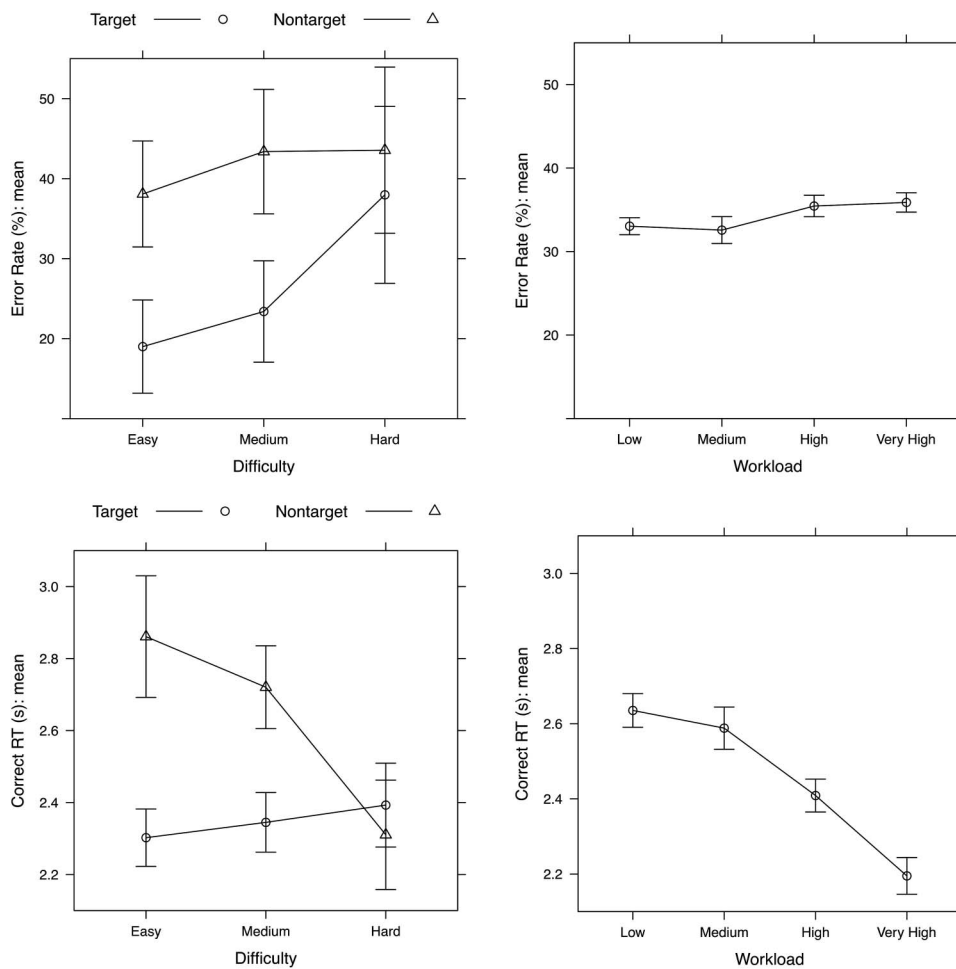 Target Nontarget
Error Rate (%): mean
50
40
30
20
Easy Medium Hard
Difficulty
Error Rate (%): mean
50
40
30
20
Low Medium High Very High
Workload
Target Nontarget
Correct RT (s): mean
3.0
2.8
2.6
2.4
2.2
Easy Medium Hard
Difficulty
Correct RT (s): mean
3.0
2.8
2.6
2.4
2.2
Low Medium High Very High
Workload